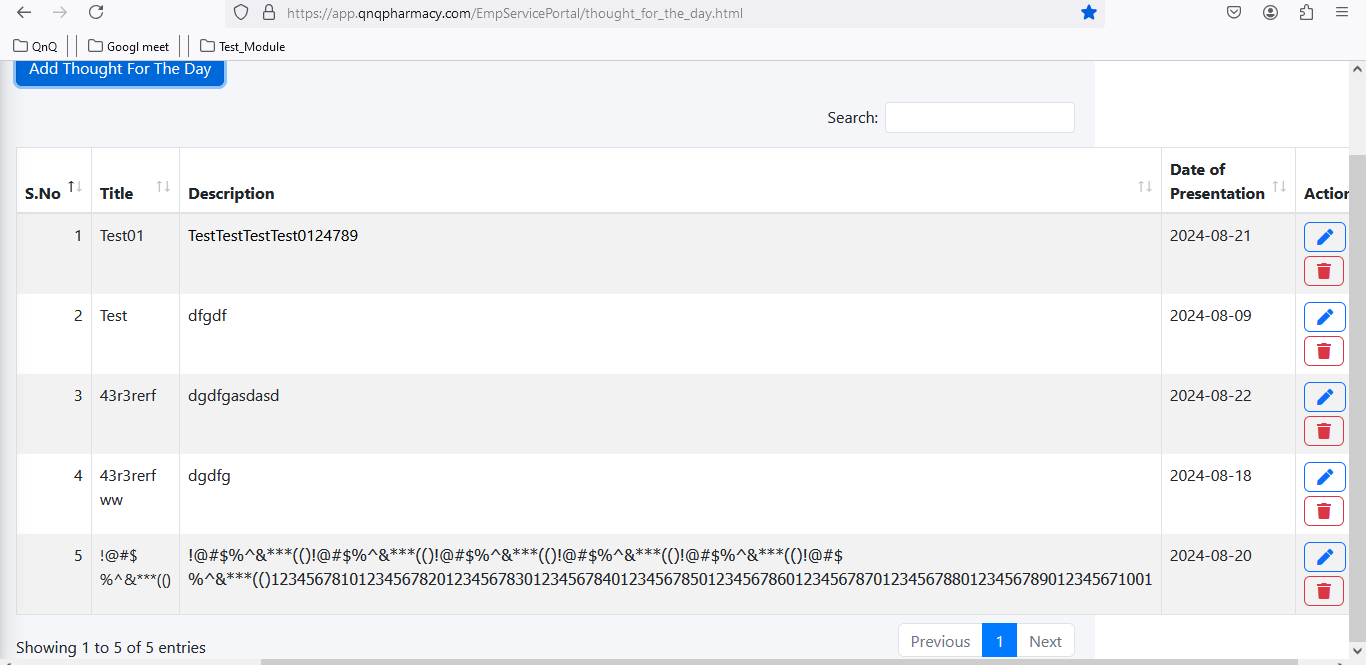 https://app.qnqpharmacy.com/EmpServicePortal/thought_for_the_day.html
QnQ
Googl meet
Test_Module
Add Thought For The Day
Search:
S.No
Title
Description
Date of
Presentation
Action
1 Test01 TestTestTestTest0124789 2024-08-21
2 Test dfgdf 2024-08-09
3 43r3rerf dgdfgasdasd 2024-08-22
4 43r3rerf dgdfg 2024-08-18
ww
5 !@#$ !@#$%^&***(()!@#$%^&***(()!@#$%^&***(()!@#$%^&***(()!@#$%^&***(()!@#$ 2024-08-20
%^&***(() %^&***(()1234567810123456782012345678301234567840123456785012345678601234567870123456788012345678901234567​1001
Showing 1 to 5 of 5 entries
Previous 1 Next